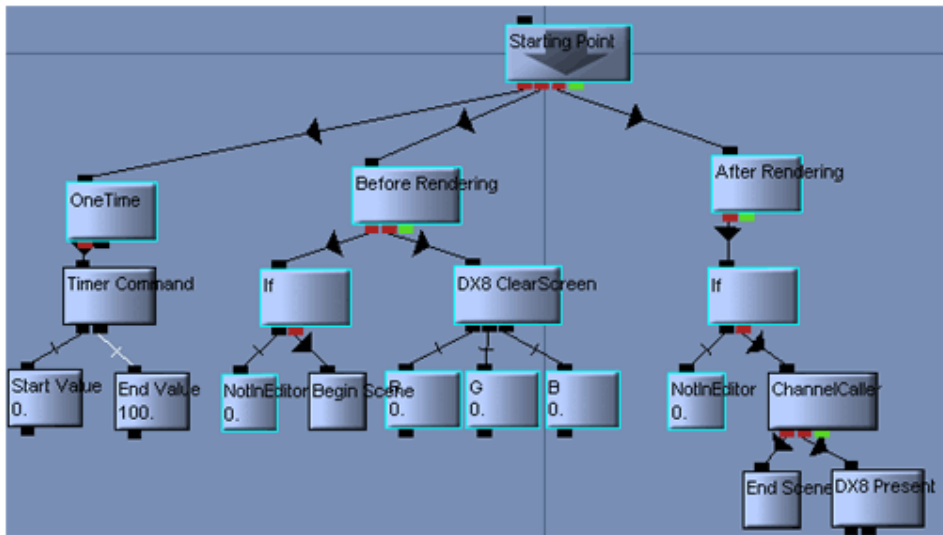 Starting Point
OneTime
Before Rendering
After Rendering
Timer Command
If
DX8 ClearScreen
If
Start Value
0.
End Value
100.
NotInEditor
0.
Begin Scene
R
0.
G
0.
B
0.
NotInEditor
0.
ChannelCaller
End Scene
DX8 Present